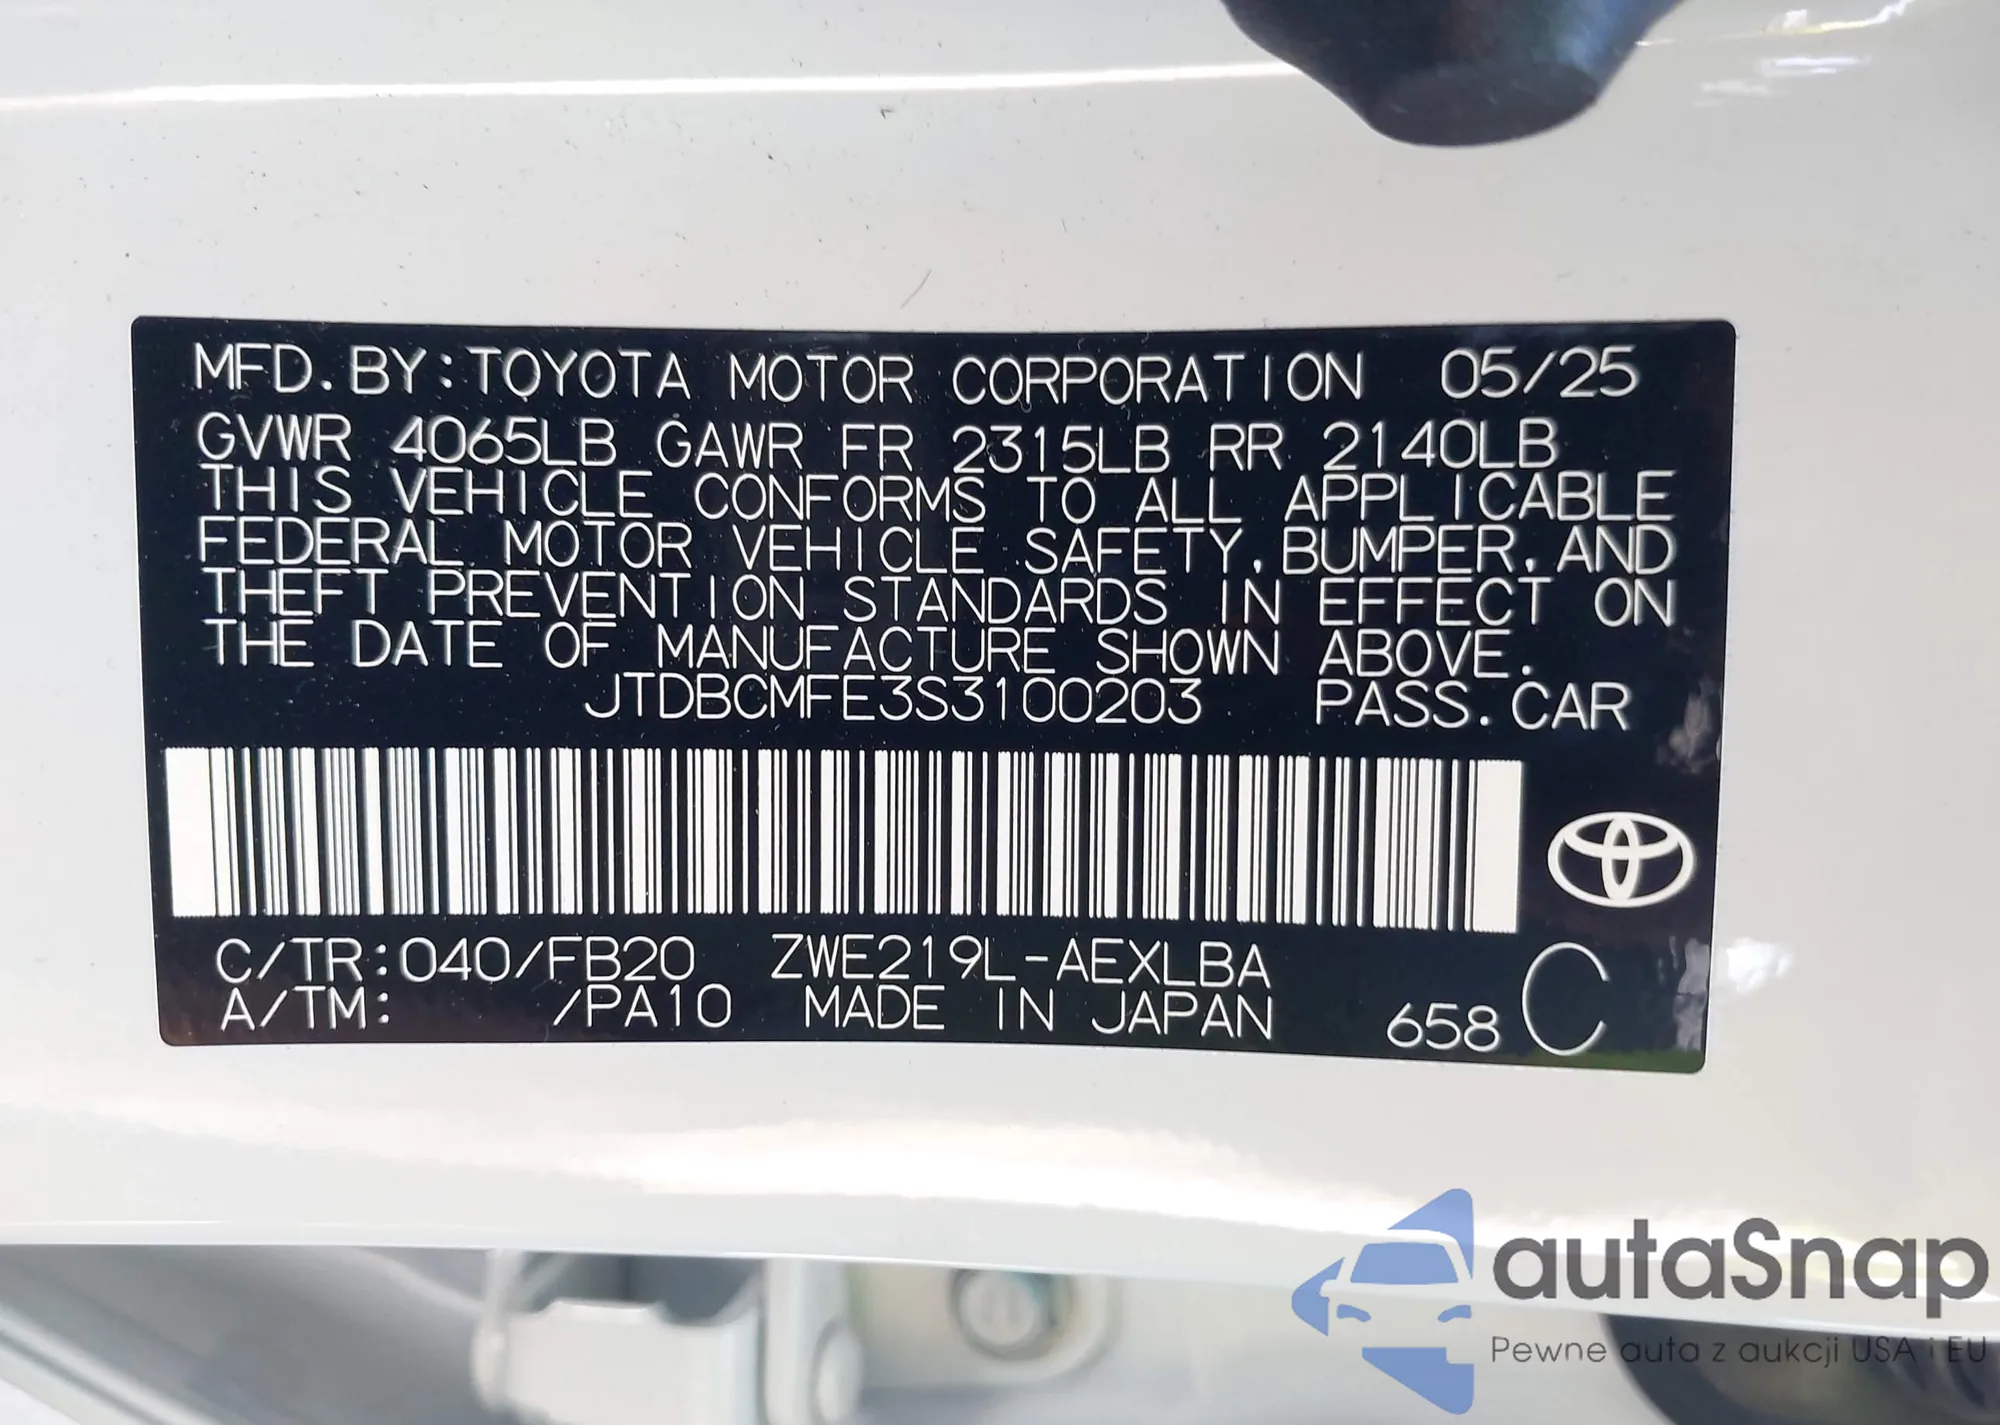 MFD. BY: TOYOTA MOTOR CORPORATION 05/25
GVWR 4065LB GAWR FR 2315LB RR 2140LB
THIS VEHICLE CONFORMS TO ALL APPLICABLE
FEDERAL MOTOR VEHICLE SAFETY, BUMPER, AND
THEFT PREVENTION STANDARDS IN EFFECT ON
THE DATE OF MANUFACTURE SHOWN ABOVE.
JTDBCMFE3S3100203 PASS. CAR
C/TR: 040/FB20 ZWE219L-AEXLBA
A/TM: /PA10 MADE IN JAPAN 658 C
autaSnap
Pewne auta z aukcji USA i EU